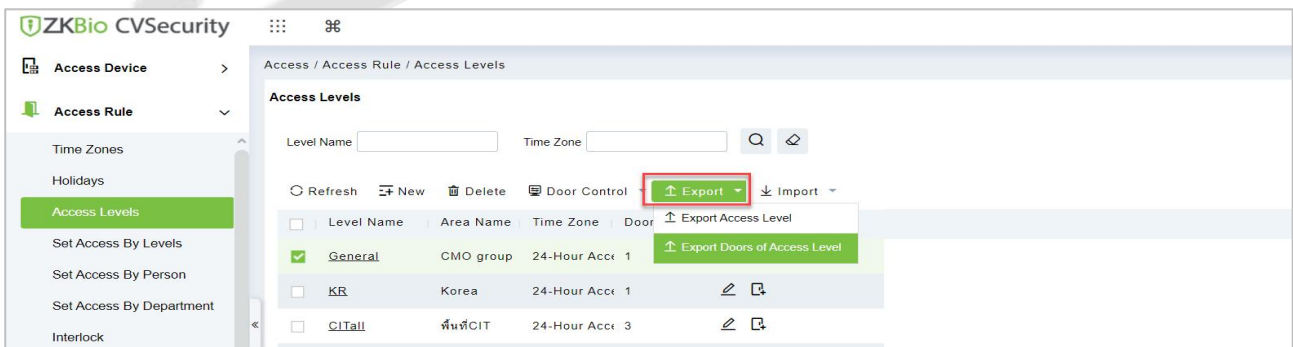 ZKBio CVSecurity
Access Device
Access Rule
Time Zones
Holidays
Access Levels
Set Access By Levels
Set Access By Person
Set Access By Department
Interlock
Access / Access Rule / Access Levels
Access Levels
Level Name Time Zone
Refresh New Delete Door Control Export Import
Export Access Level
Export Doors of Access Level
Level Name Area Name Time Zone Door
General CMO group 24-Hour Acce 1
KR Korea 24-Hour Acce 1
CITall พื้นที่CIT 24-Hour Acce 3